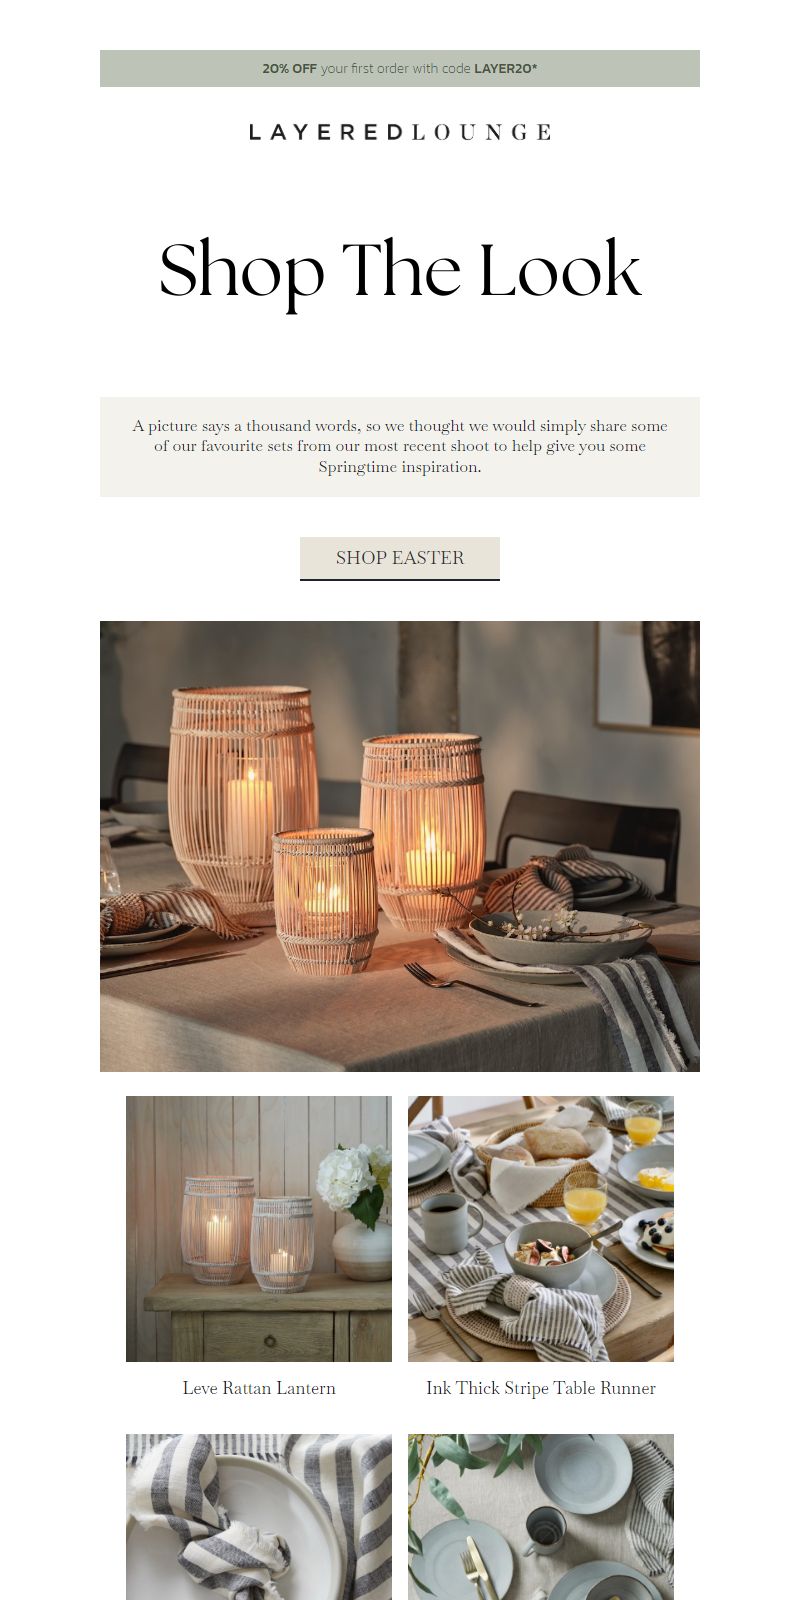 20% OFF your first order with code LAYER20*
LAYEREDLOUNGE
Shop The Look
A picture says a thousand words, so we thought we would simply share some
of our favourite sets from our most recent shoot to help give you some
Springtime inspiration.
SHOP EASTER
Leve Rattan Lantern
Ink Thick Stripe Table Runner